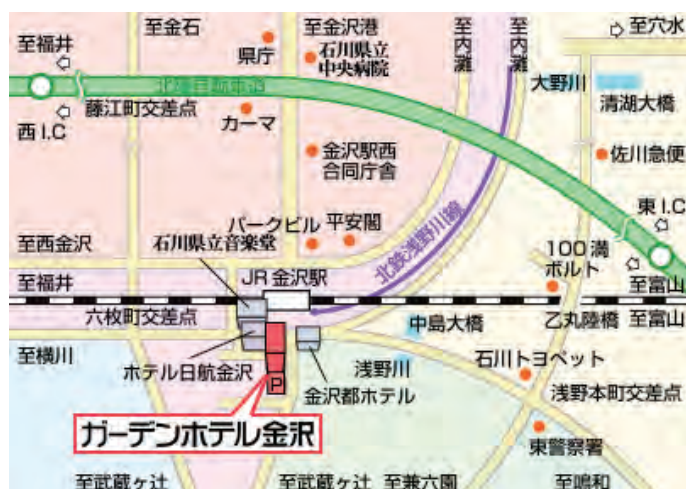 至金石
至金沢港
至内灘
至内灘
至穴水
至福井
県庁
石川県立
中央病院
大野川
清湖大橋
北陸自動車道
西I.C
藤江町交差点
カーマ
金沢駅西
合同庁舎
佐川急便
北鉄浅野川線
東I.C
パークビル
平安閣
至西金沢
石川県立音楽堂
100満
ボルト
至福井
JR金沢駅
至富山
六枚町交差点
中島大橋
乙丸陸橋
至富山
至横川
ホテル日航金沢
P
金沢都ホテル
浅野川
石川トヨペット
浅野本町交差点
ガーデンホテル金沢
東警察署
至武蔵ヶ辻
至武蔵ヶ辻
至兼六園
至鳴和